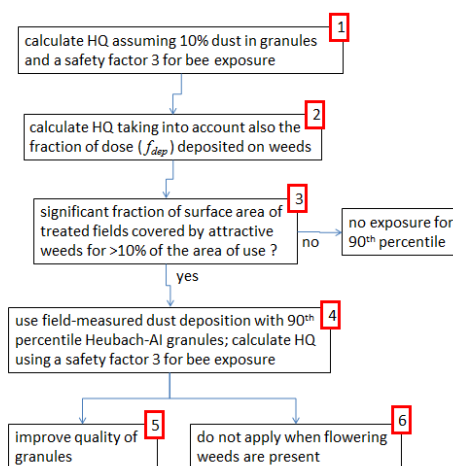 1
calculate HQ assuming 10% dust in granules
and a safety factor 3 for bee exposure
2
calculate HQ taking into account also the
fraction of dose (f_dep) deposited on weeds
3
significant fraction of surface area of
treated fields covered by attractive
weeds for >10% of the area of use ?
no
no exposure for
90th percentile
yes
4
use field-measured dust deposition with 90th
percentile Heubach-AI granules; calculate HQ
using a safety factor 3 for bee exposure
5
improve quality of
granules
6
do not apply when flowering
weeds are present